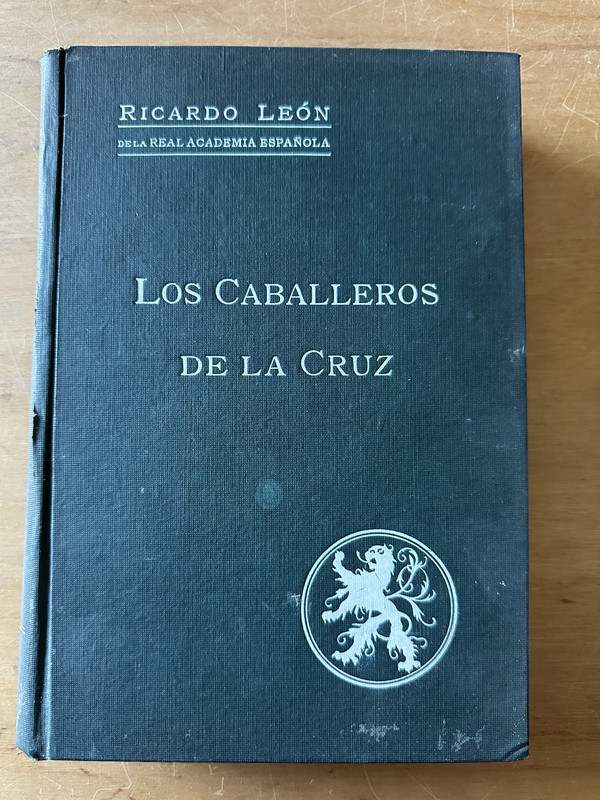 RICARDO LEÓN
DE LA REAL ACADEMIA ESPAÑOLA
LOS CABALLEROS
DE LA CRUZ